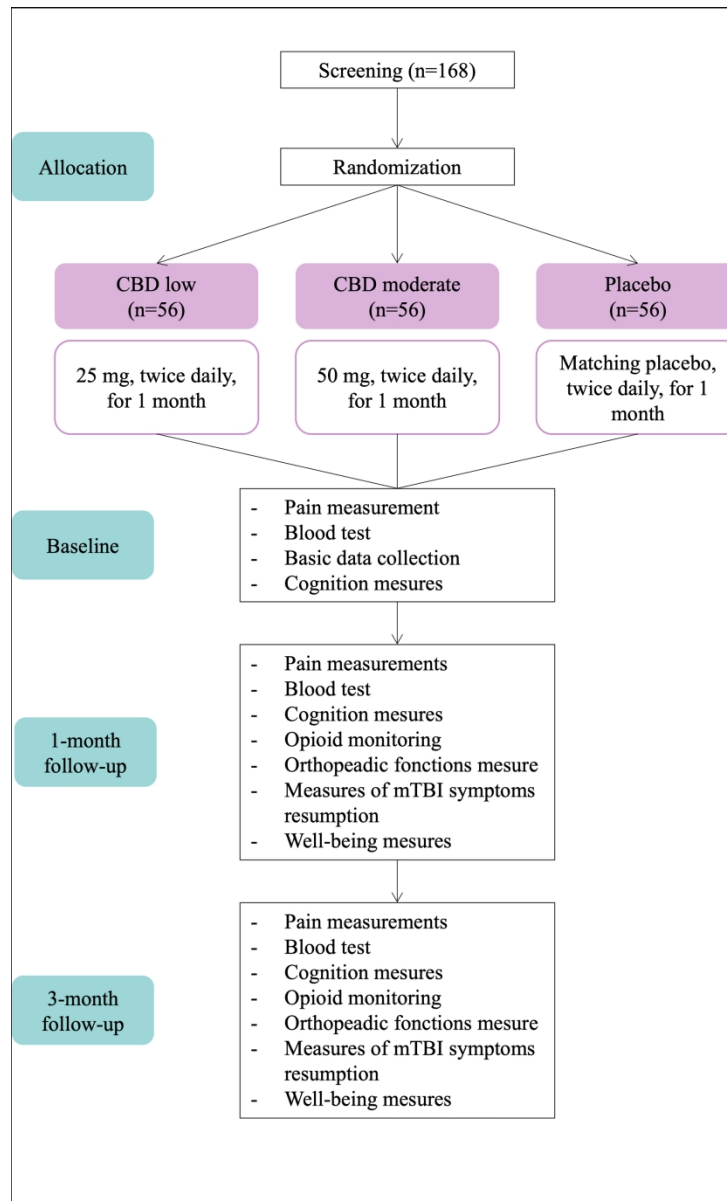 Screening (n=168)
Allocation
Randomization
CBD low
(n=56)
CBD moderate
(n=56)
Placebo
(n=56)
25 mg, twice daily,
for 1 month
50 mg, twice daily,
for 1 month
Matching placebo,
twice daily, for 1
month
Baseline
- Pain measurement
- Blood test
- Basic data collection
- Cognition mesures
1-month
follow-up
- Pain measurements
- Blood test
- Cognition mesures
- Opioid monitoring
- Orthopeadic fonctions mesure
- Measures of mTBI symptoms
resumption
- Well-being mesures
3-month
follow-up
- Pain measurements
- Blood test
- Cognition mesures
- Opioid monitoring
- Orthopeadic fonctions mesure
- Measures of mTBI symptoms
resumption
- Well-being mesures